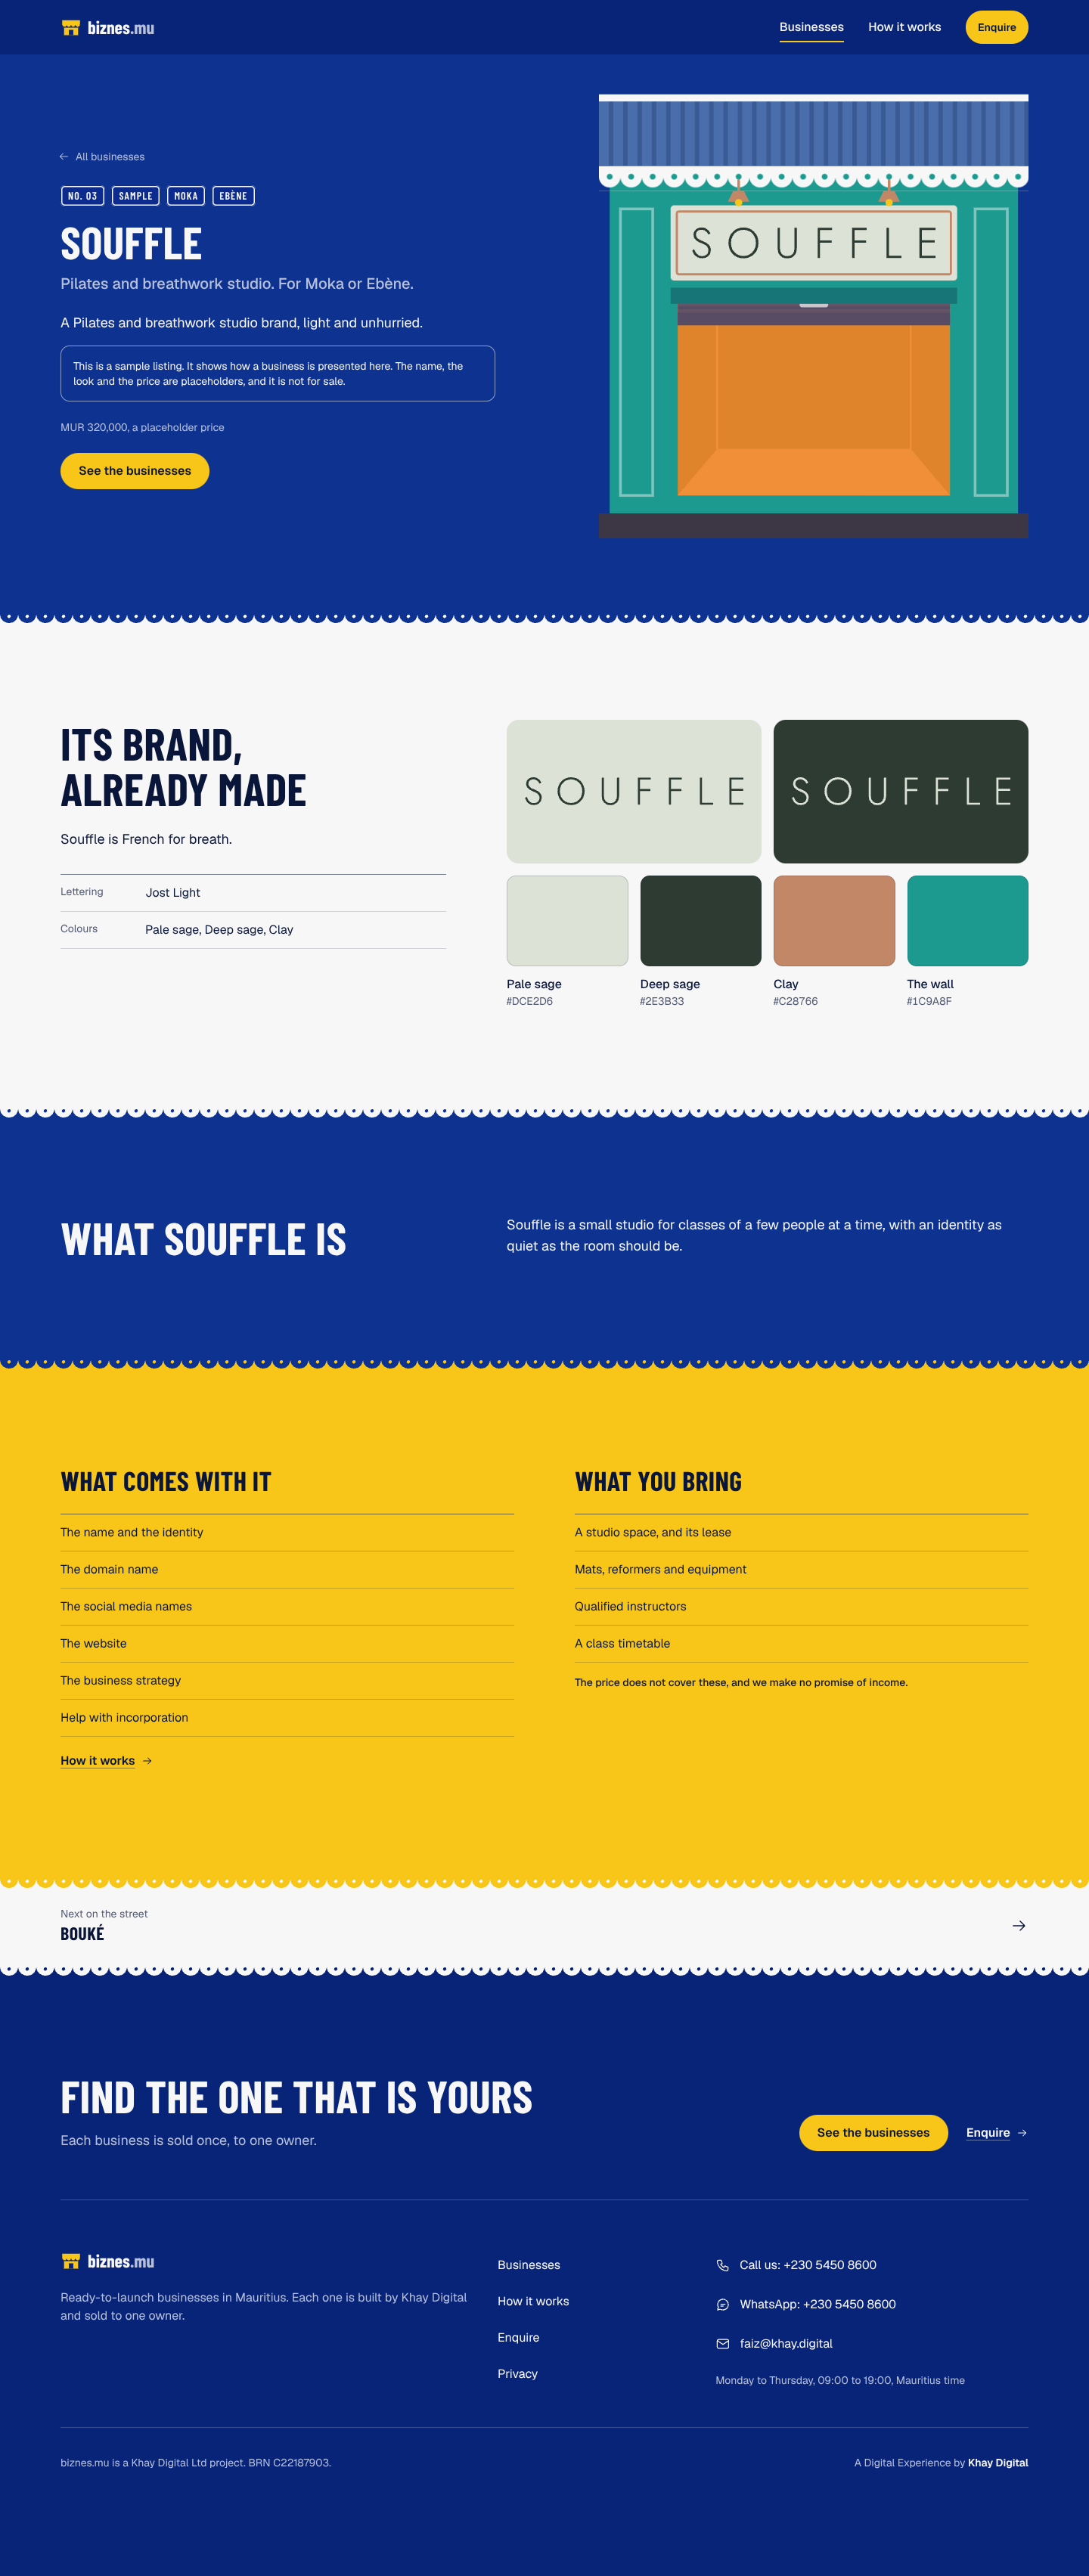 biznes.mu
Businesses
How it works
Enquire
All businesses
NO. 03
SAMPLE
MOKA
EBÈNE
SOUFFLE
Pilates and breathwork studio. For Moka or Ebène.
A Pilates and breathwork studio brand, light and unhurried.
This is a sample listing. It shows how a business is presented here. The name, the
look and the price are placeholders, and it is not for sale.
MUR 320,000, a placeholder price
See the businesses
SOUFFLE
ITS BRAND,
ALREADY MADE
Souffle is French for breath.
Lettering
Jost Light
Colours
Pale sage, Deep sage, Clay
SOUFFLE
SOUFFLE
Pale sage
#DCE2D6
Deep sage
#2E3B33
Clay
#C28766
The wall
#1C9A8F
WHAT SOUFFLE IS
Souffle is a small studio for classes of a few people at a time, with an identity as
quiet as the room should be.
WHAT COMES WITH IT
The name and the identity
The domain name
The social media names
The website
The business strategy
Help with incorporation
How it works
WHAT YOU BRING
A studio space, and its lease
Mats, reformers and equipment
Qualified instructors
A class timetable
The price does not cover these, and we make no promise of income.
Next on the street
BOUKÉ
FIND THE ONE THAT IS YOURS
Each business is sold once, to one owner.
See the businesses
Enquire
biznes.mu
Ready-to-launch businesses in Mauritius. Each one is built by Khay Digital
and sold to one owner.
Businesses
How it works
Enquire
Privacy
Call us: +230 5450 8600
WhatsApp: +230 5450 8600
faiz@khay.digital
Monday to Thursday, 09:00 to 19:00, Mauritius time
biznes.mu is a Khay Digital Ltd project. BRN C22187903.
A Digital Experience by Khay Digital